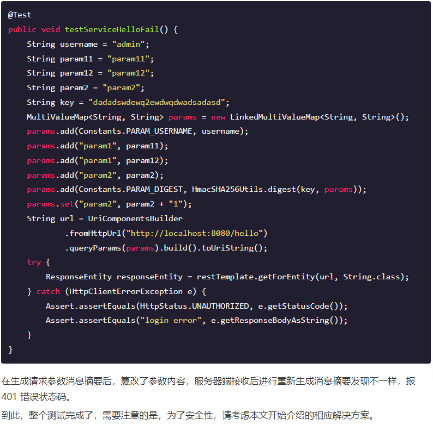 @Test
public void testServiceHelloFail() {
String username = "admin";
String param11 = "param11";
String param12 = "param12";
String param2 = "param2";
String key = "dadadswdewq2ewdwqdwadsadasd";
MultiValueMap<String, String> params = new LinkedMultiValueMap<String, String>();
params.add(Constants.PARAM_USERNAME, username);
params.add("param1", param11);
params.add("param1", param12);
params.add("param2", param2);
params.add(Constants.PARAM_DIGEST, HmacSHA256Utils.digest(key, params));
params.set("param2", param2 + "1");
String url = UriComponentsBuilder
.fromHttpUrl("http://localhost:8080/hello")
.queryParams(params).build().toUriString();
try {
ResponseEntity responseEntity = restTemplate.getForEntity(url, String.class);
} catch (HttpClientErrorException e) {
Assert.assertEquals(HttpStatus.UNAUTHORIZED, e.getStatusCode());
Assert.assertEquals("login error", e.getResponseBodyAsString());
}
}
在生成请求参数消息摘要后，篡改了参数内容，服务器端接收后进行重新生成消息摘要发现不一样，报
401 错误状态码。
到此，整个测试完成了，需要注意的是，为了安全性，请考虑本文开始介绍的相应解决方案。